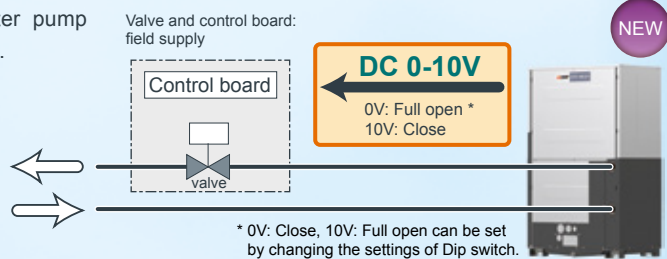 ter pump
.
Valve and control board:
field supply
NEW
Control board
DC 0-10V
0V: Full open *
10V: Close
valve
* 0V: Close, 10V: Full open can be set
by changing the settings of Dip switch.